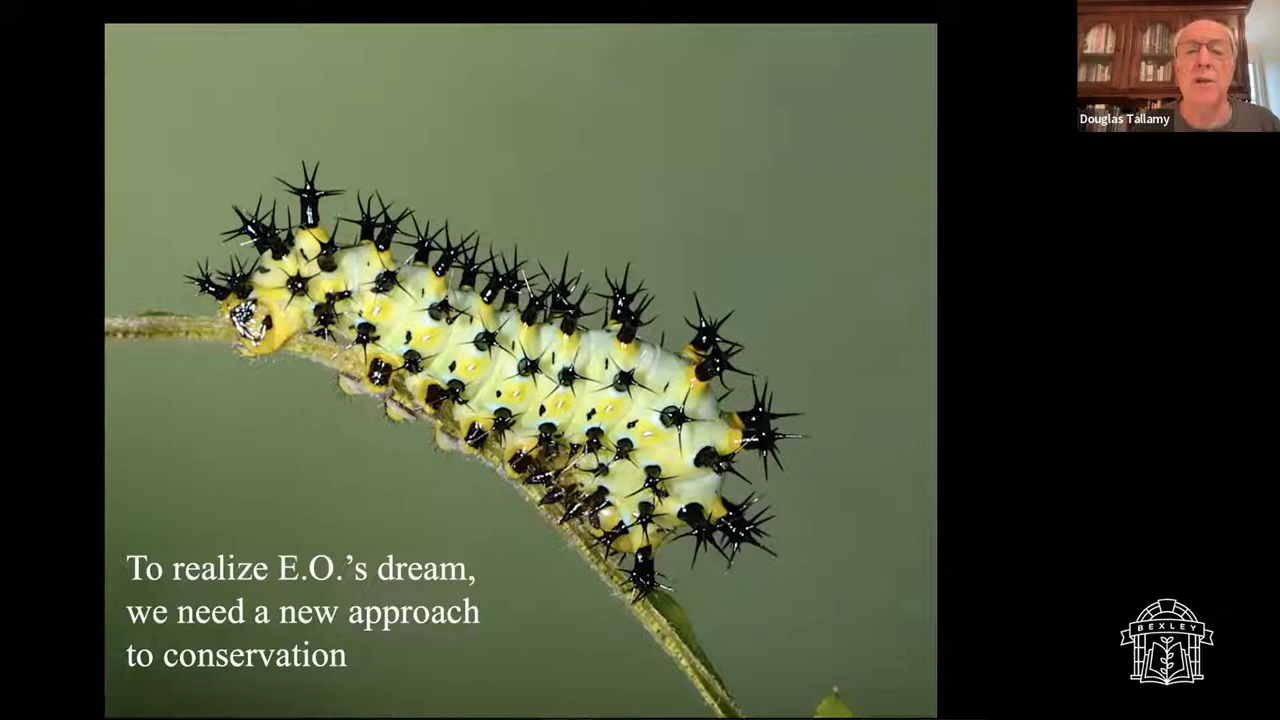 Douglas Tallamy
To realize E.O.'s dream,
we need a new approach
to conservation
BEXLEY